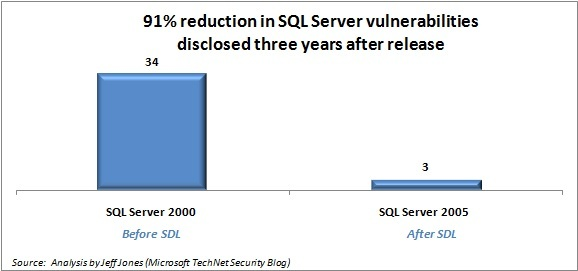 91% reduction in SQL Server vulnerabilities
disclosed three years after release
34
3
SQL Server 2000
SQL Server 2005
Before SDL
After SDL
Source: Analysis by Jeff Jones (Microsoft TechNet Security Blog)